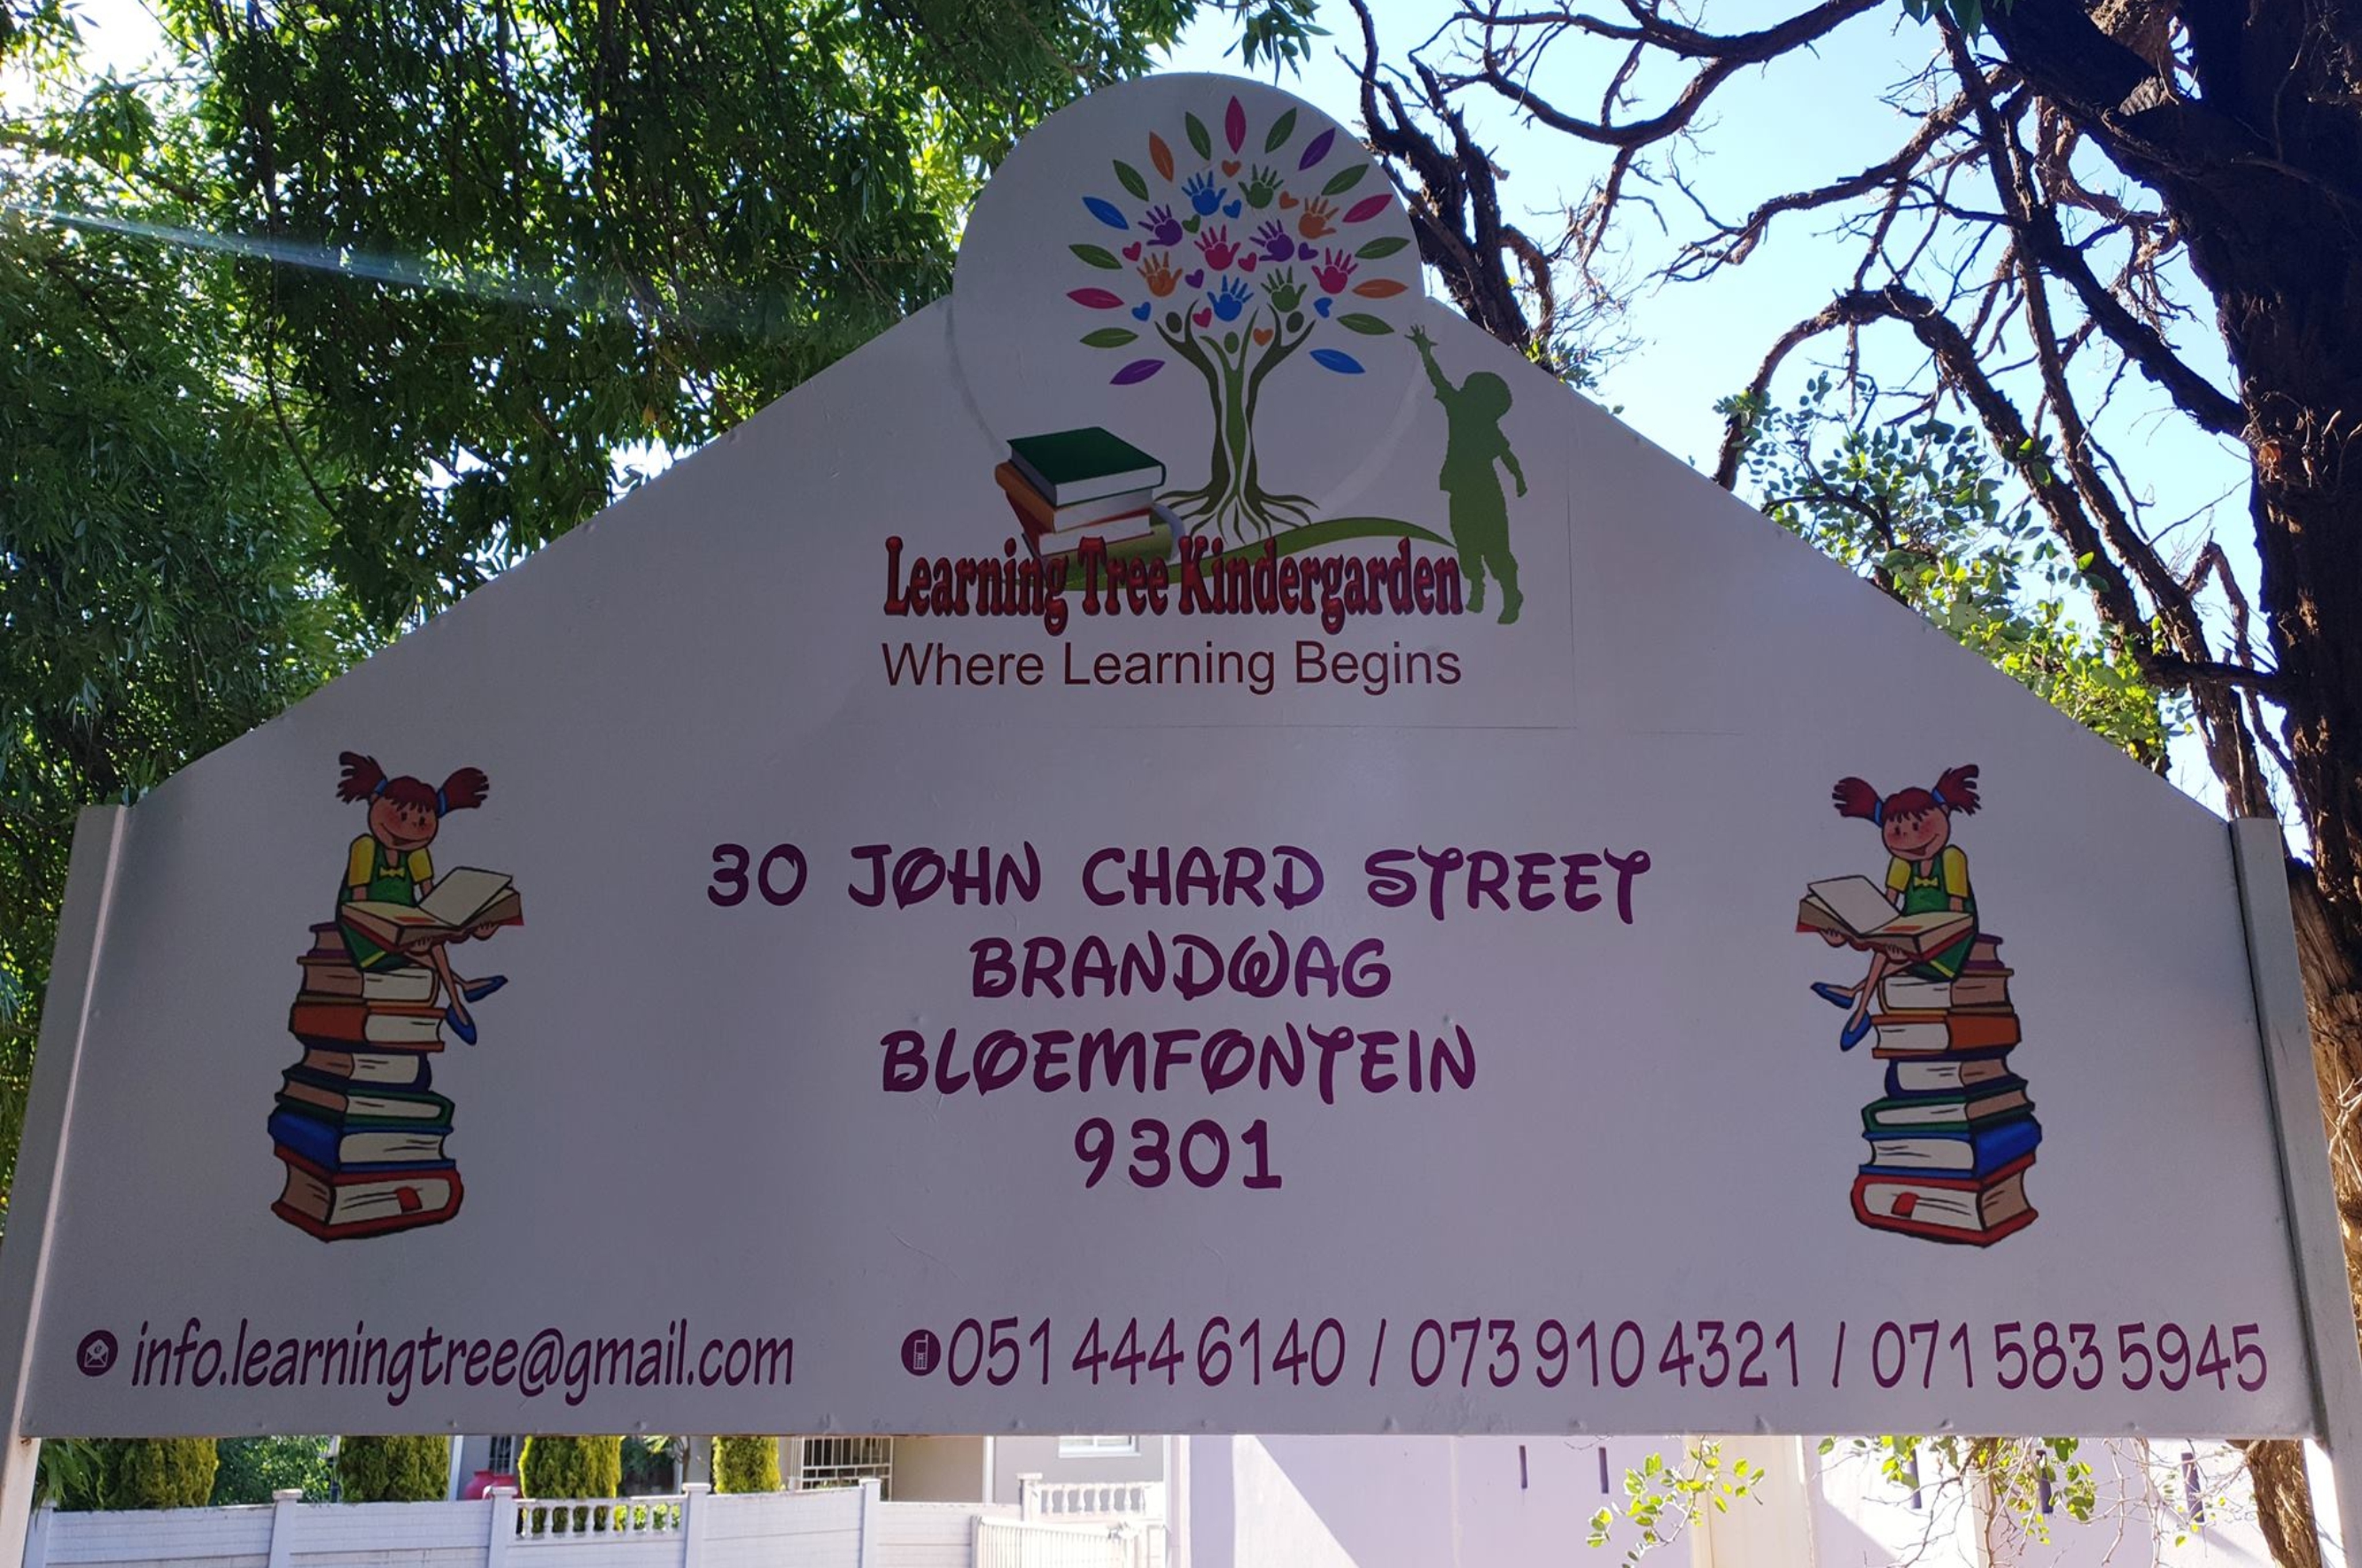 Learning Tree Kindergarden
Where Learning Begins
30 JOHN CHARD STREET
BRANDWAG
BLOEMFONTEIN
9301
info.learningtree@gmail.com 051 444 6140 / 073 910 4321 / 071 583 5945